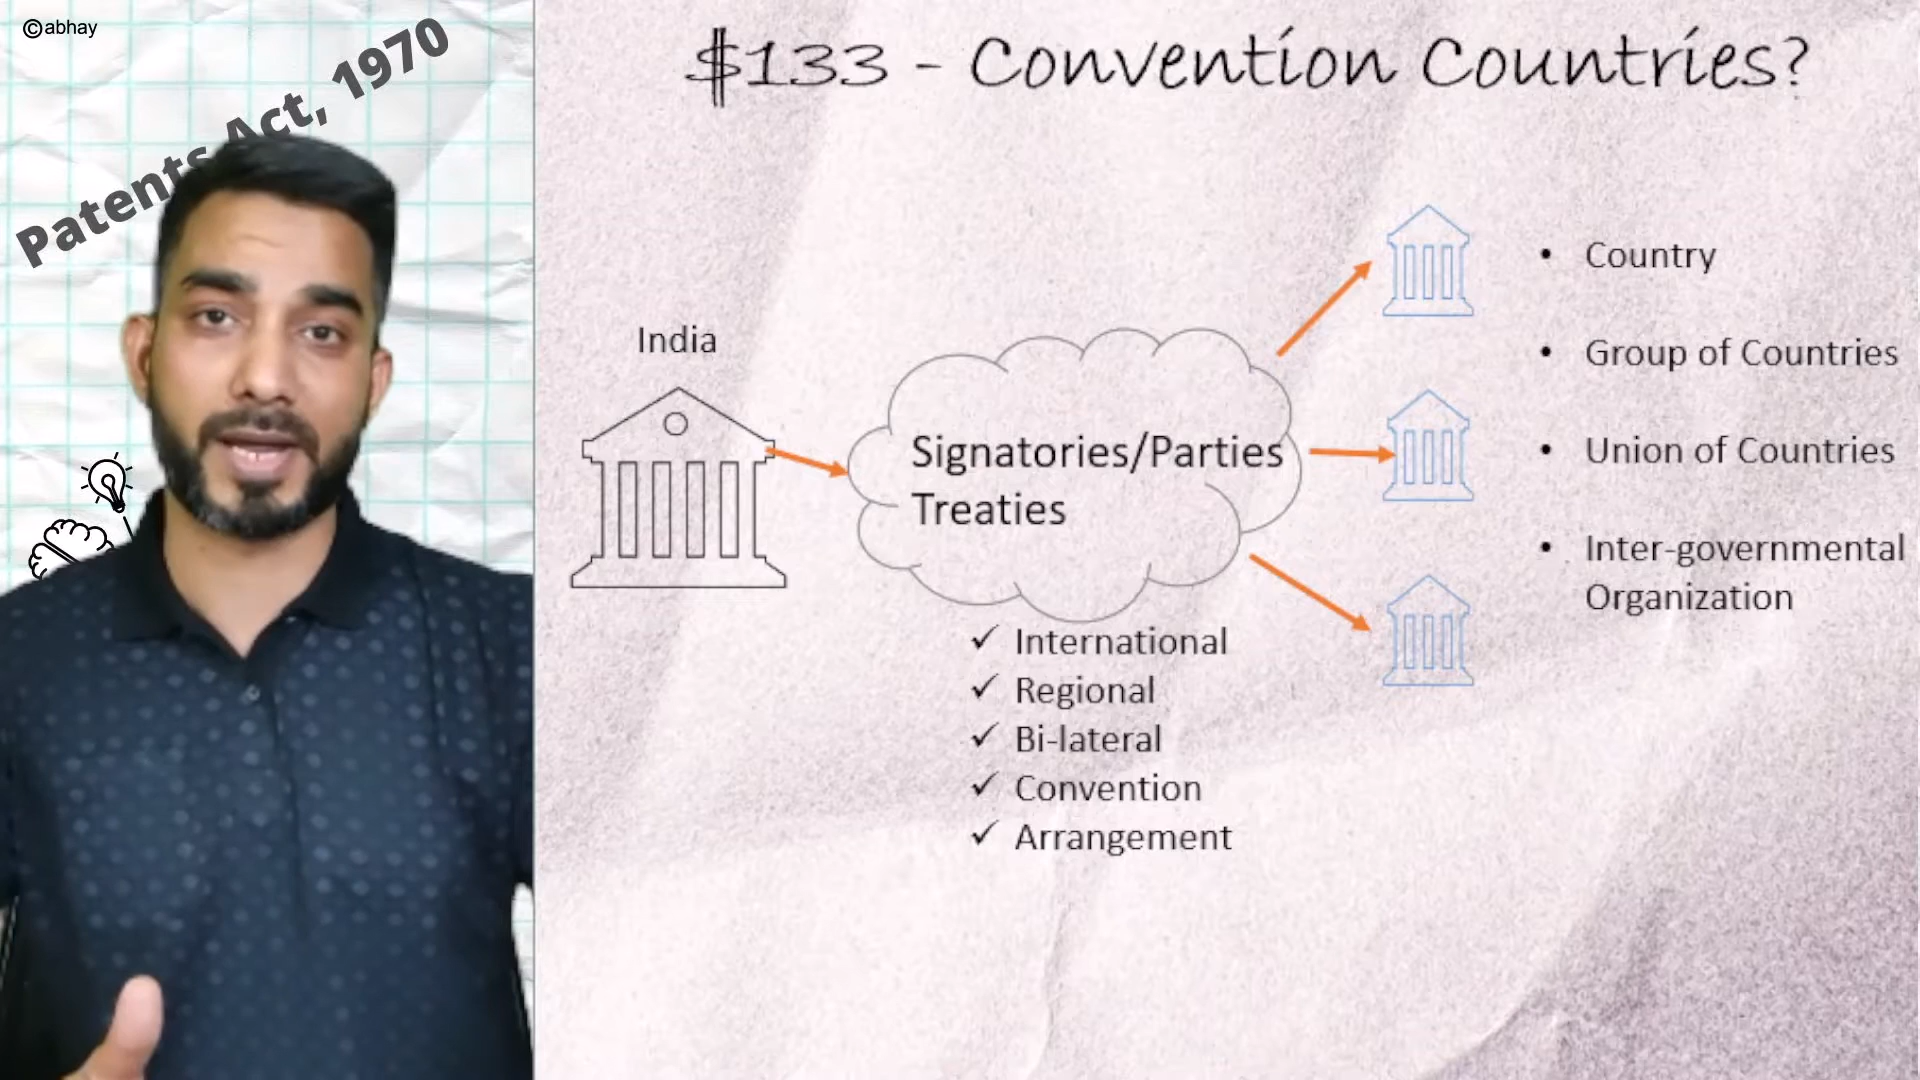 ©abhay
Patents Act, 1970
$133 - Convention Countries?
India
Signatories/Parties
Treaties
✓ International
✓ Regional
✓ Bi-lateral
✓ Convention
✓ Arrangement
• Country
• Group of Countries
• Union of Countries
• Inter-governmental
Organization